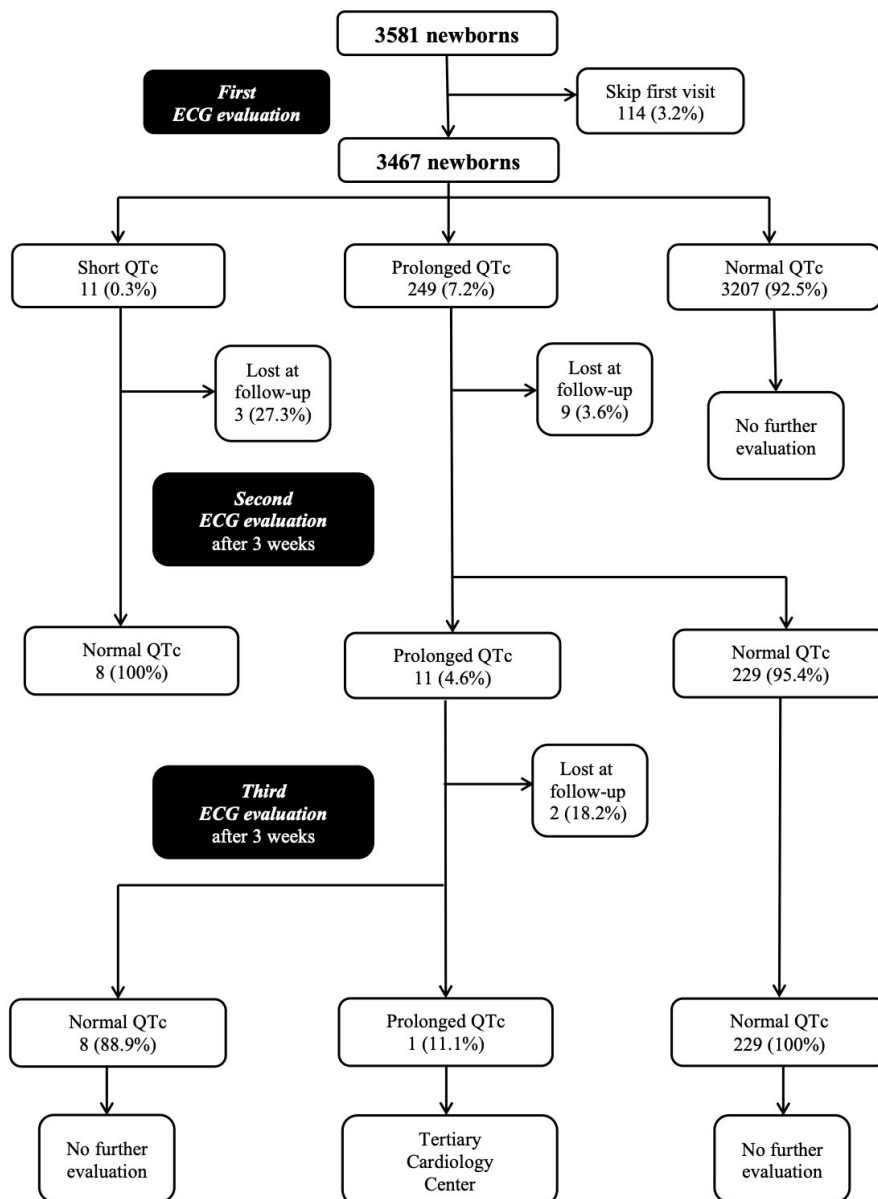 3581 newborns
First
ECG evaluation
Skip first visit
114 (3.2%)
3467 newborns
Short QTc
11 (0.3%)
Prolonged QTc
249 (7.2%)
Normal QTc
3207 (92.5%)
Lost at
follow-up
3 (27.3%)
Lost at
follow-up
9 (3.6%)
No further
evaluation
Second
ECG evaluation
after 3 weeks
Normal QTc
8 (100%)
Prolonged QTc
11 (4.6%)
Normal QTc
229 (95.4%)
Third
ECG evaluation
after 3 weeks
Lost at
follow-up
2 (18.2%)
Normal QTc
8 (88.9%)
Prolonged QTc
1 (11.1%)
Normal QTc
229 (100%)
No further
evaluation
Tertiary
Cardiology
Center
No further
evaluation